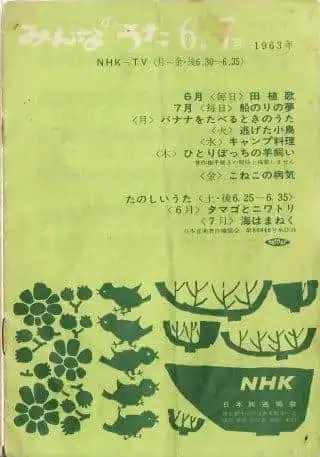 みんなのうた 6.7月
1963年
NHK-TV (月~金・後6.30~6.35)
6月〈毎日〉田植歌
7月〈毎日〉船のりの夢
〈月〉バナナをたべるときのうた
〈火〉逃げた小鳥
〈水〉キャンプ料理
〈木〉ひとりぼっちの羊飼い
〈金〉こねこの病気
たのしいうた〈土・後6.25~6.35〉
〈6月〉タマゴとニワトリ
〈7月〉海はまねく
NHK
日本放送協会